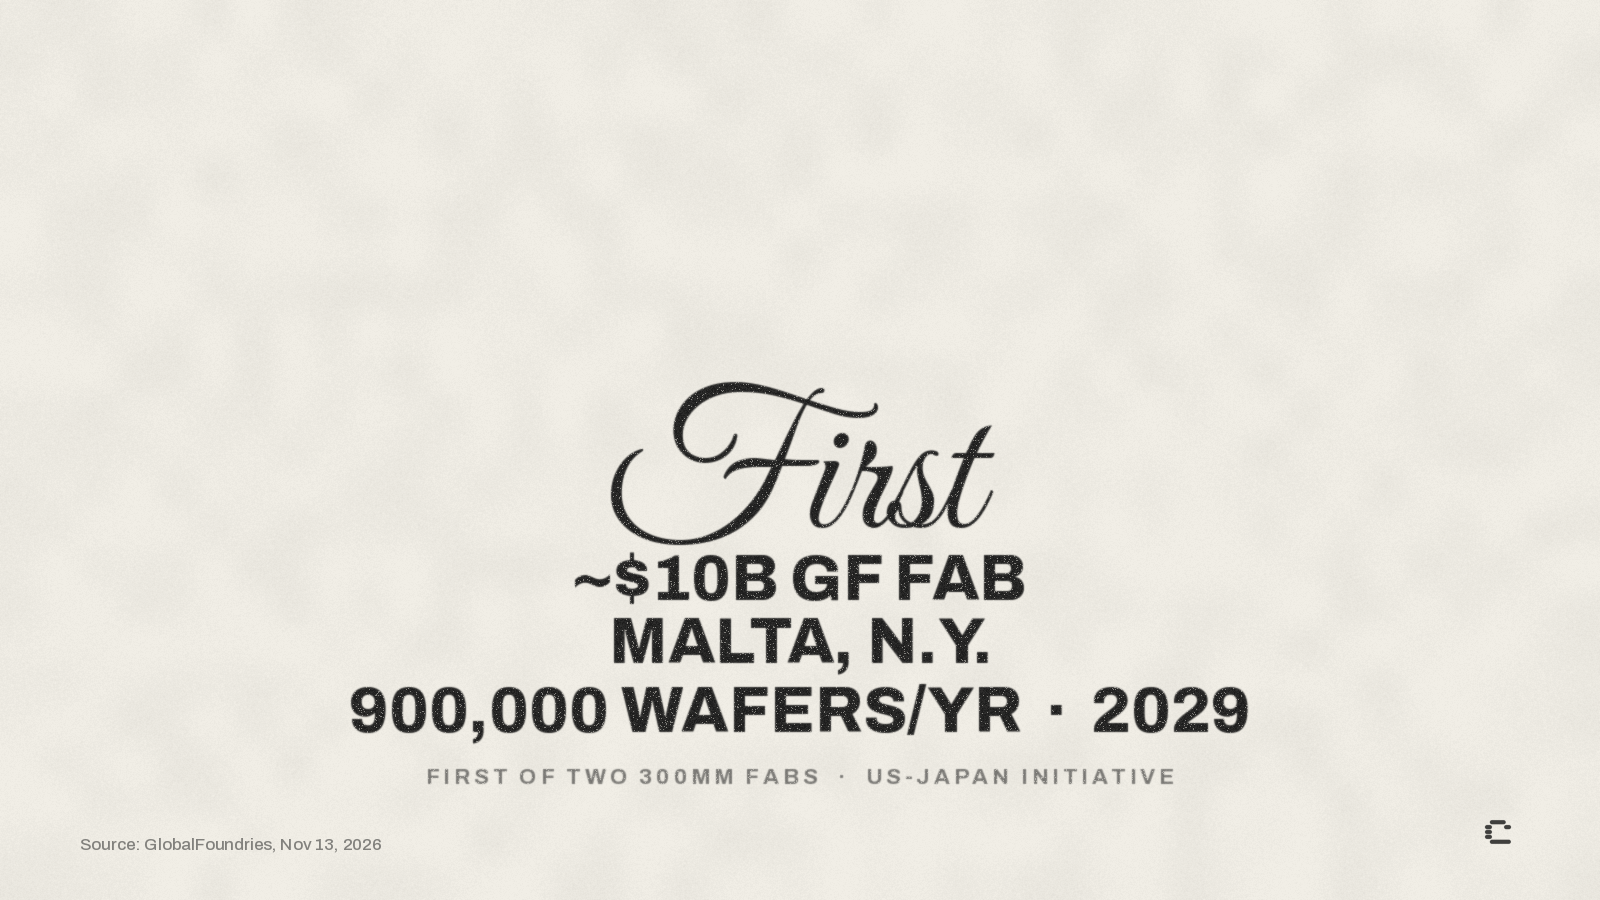 First
~$10B GF FAB
MALTA, N.Y.
900,000 WAFERS/YR · 2029
FIRST OF TWO 300MM FABS · US-JAPAN INITIATIVE
Source: GlobalFoundries, Nov 13, 2026